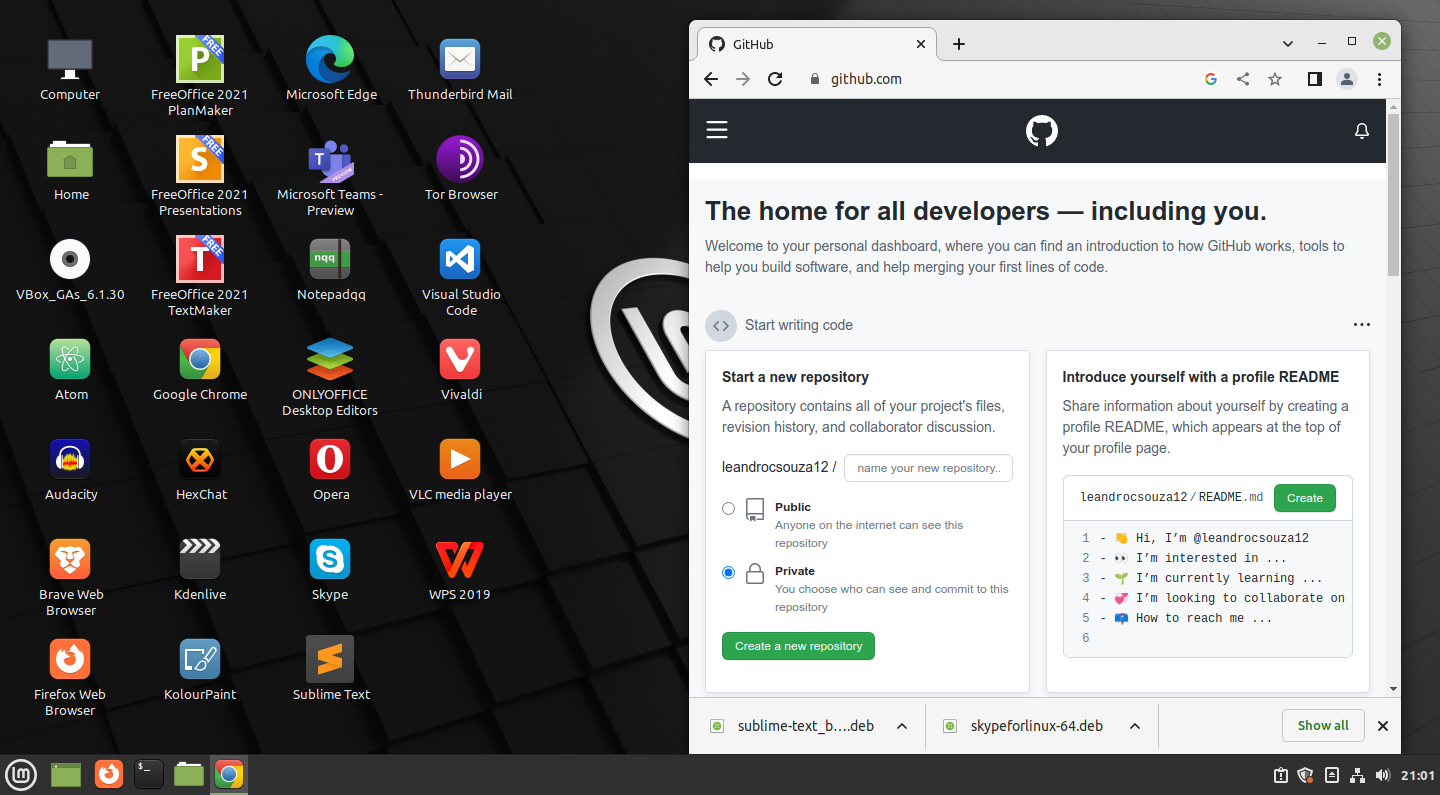 Computer
FreeOffice 2021
PlanMaker
Microsoft Edge
Thunderbird Mail
Home
FreeOffice 2021
Presentations
Microsoft Teams -
Preview
Tor Browser
VBox_GAs_6.1.30
FreeOffice 2021
TextMaker
Notepadqq
Visual Studio
Code
Atom
Google Chrome
ONLYOFFICE
Desktop Editors
Vivaldi
Audacity
HexChat
Opera
VLC media player
Brave Web
Browser
Kdenlive
Skype
WPS 2019
Firefox Web
Browser
KolourPaint
Sublime Text
P
FREE
S
FREE
T
PREVIEW
nqq
T
FREE
GitHub
github.com
The home for all developers — including you.
Welcome to your personal dashboard, where you can find an introduction to how GitHub works, tools to
help you build software, and help merging your first lines of code.
Start writing code
Start a new repository
A repository contains all of your project's files,
revision history, and collaborator discussion.
leandrocsouza12 /
name your new repository..
Public
Anyone on the internet can see this
repository
Private
You choose who can see and commit to this
repository
Create a new repository
Introduce yourself with a profile README
Share information about yourself by creating a
profile README, which appears at the top of
your profile page.
leandrocsouza12 / README.md
Create
1 - 👋 Hi, I’m @leandrocsouza12
2 - 👀 I’m interested in ...
3 - 🌱 I’m currently learning ...
4 - 💞️ I’m looking to collaborate on
5 - 📫 How to reach me ...
6
sublime-text_b....deb
skypeforlinux-64.deb
Show all
$_
21:01